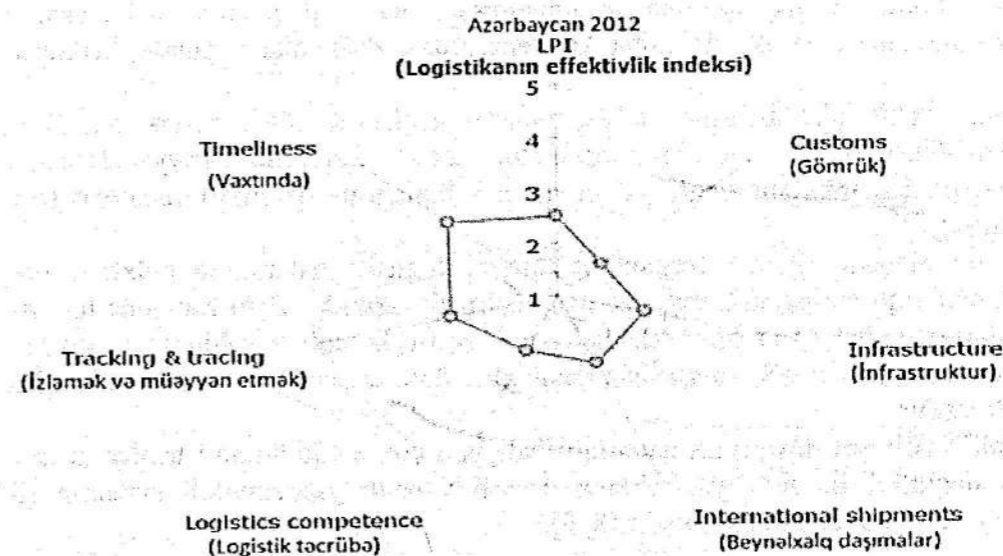 Azərbaycan 2012
LPI
(Logistikanın effektivlik indeksi)
5
4
3
2
1
Customs
(Gömrük)
Infrastructure
(İnfrastruktur)
International shipments
(Beynəlxalq daşımalar)
Logistics competence
(Logistik təcrübə)
Tracking & tracing
(İzləmək və müəyyən etmək)
Timeliness
(Vaxtında)